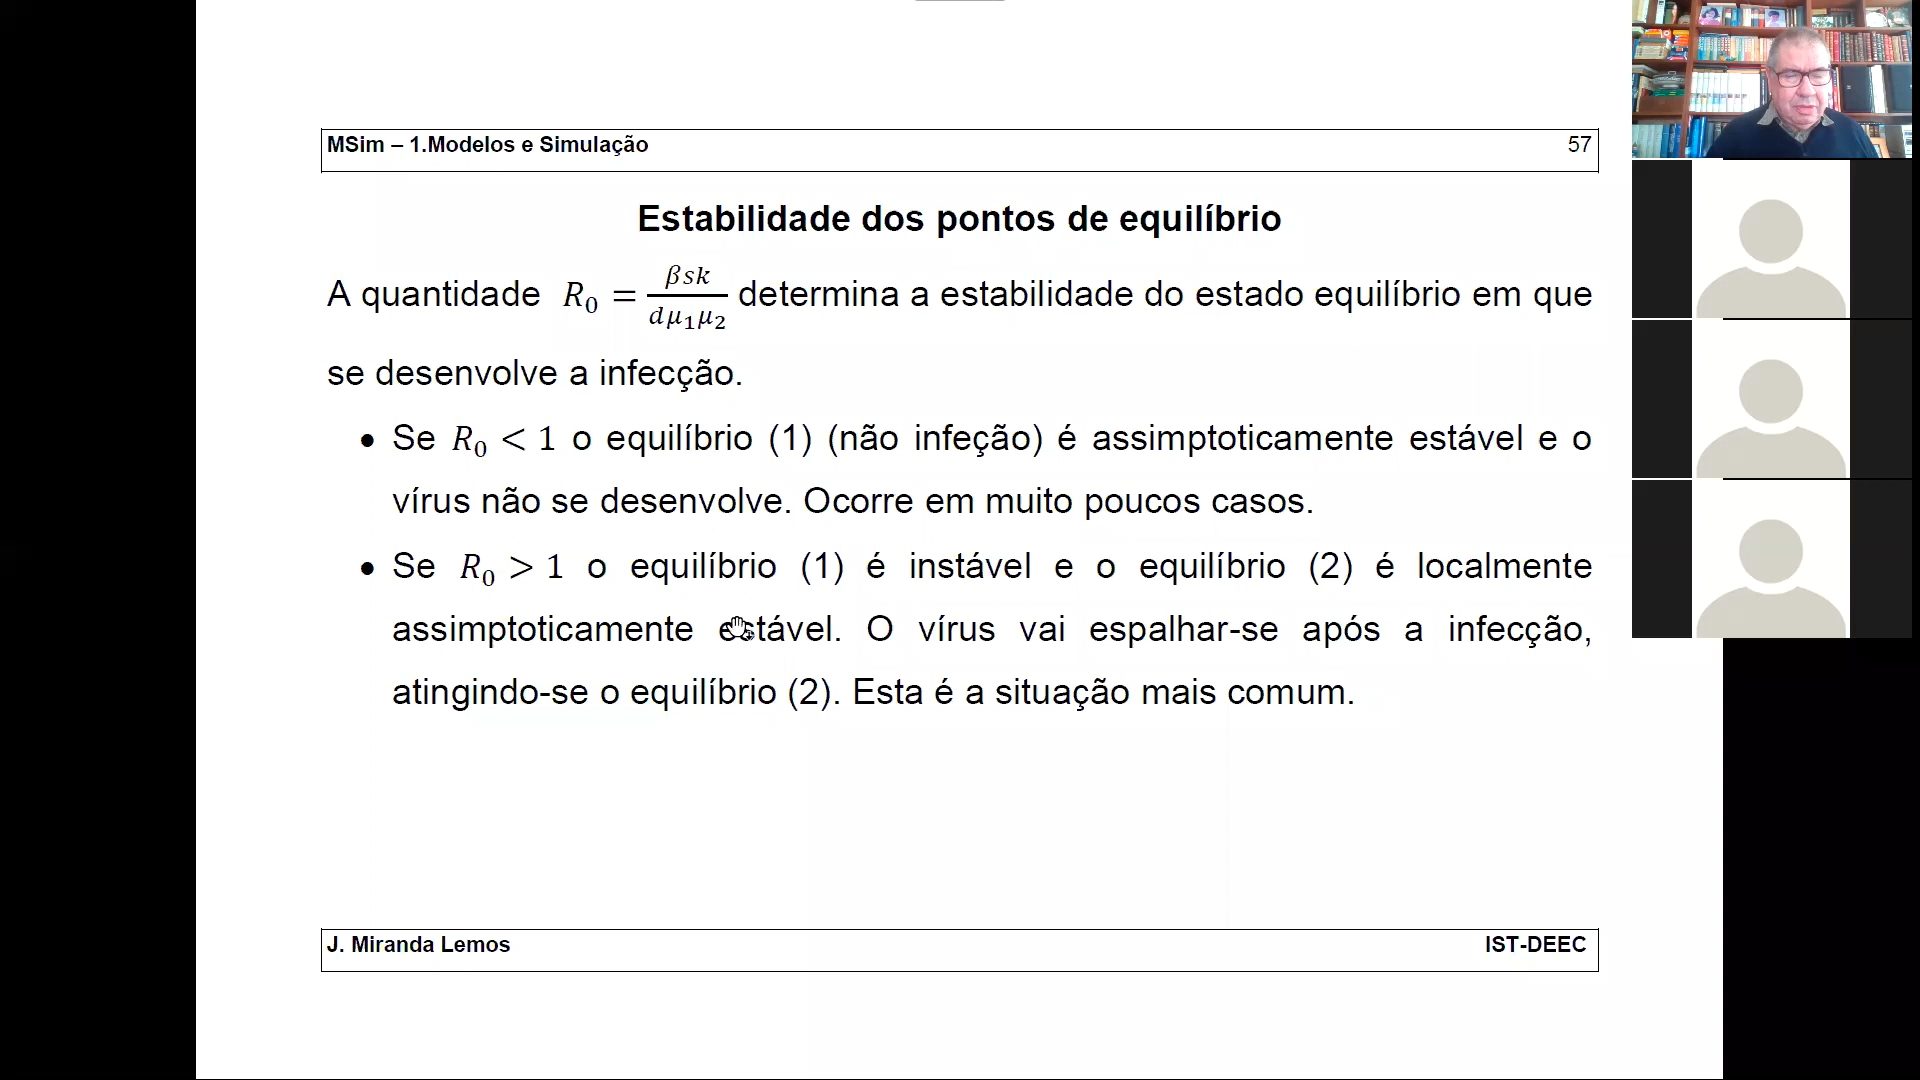 MSim – 1.Modelos e Simulação 57
Estabilidade dos pontos de equilíbrio
A quantidade R₀ = βsk/dμ₁μ₂ determina a estabilidade do estado equilíbrio em que
se desenvolve a infecção.
• Se R₀ < 1 o equilíbrio (1) (não infeção) é assimptoticamente estável e o
vírus não se desenvolve. Ocorre em muito poucos casos.
• Se R₀ > 1 o equilíbrio (1) é instável e o equilíbrio (2) é localmente
assimptoticamente estável. O vírus vai espalhar-se após a infecção,
atingindo-se o equilíbrio (2). Esta é a situação mais comum.
J. Miranda Lemos IST-DEEC